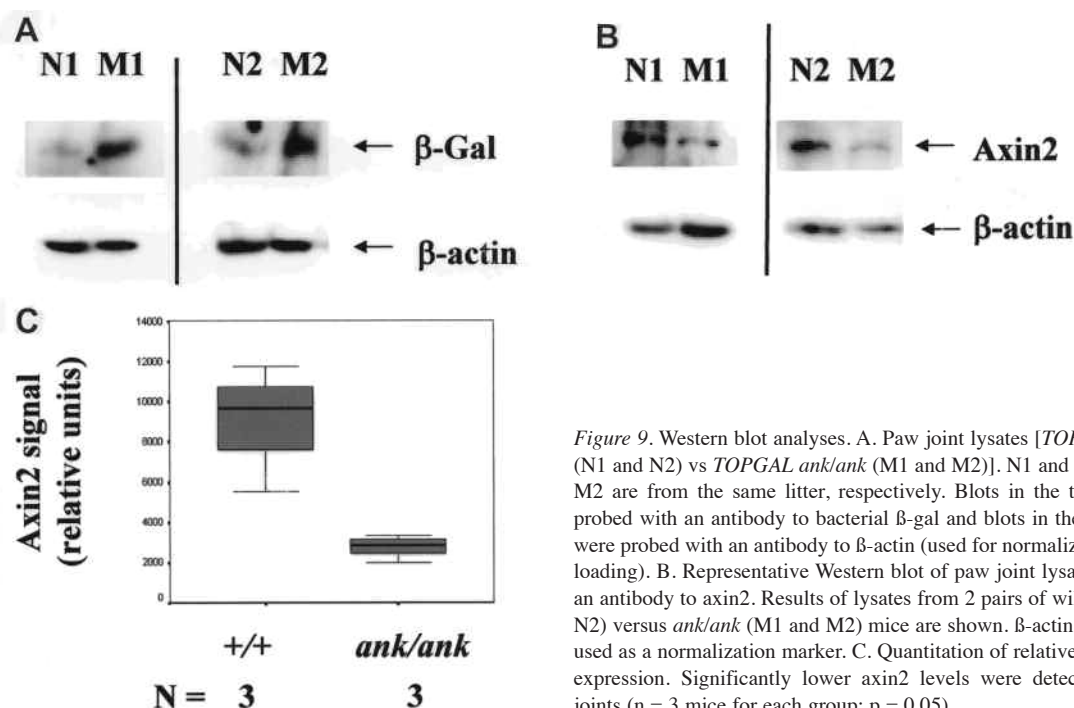 A
N1 M1 N2 M2
β-Gal
β-actin
B
N1 M1 N2 M2
Axin2
β-actin
C
Axin2 signal
(relative units)
14000
12000
10000
8000
6000
4000
2000
0
+/+ ank/ank
N = 3 3
Figure 9. Western blot analyses. A. Paw joint lysates [TOP
(N1 and N2) vs TOPGAL ank/ank (M1 and M2)]. N1 and
M2 are from the same litter, respectively. Blots in the t
probed with an antibody to bacterial ß-gal and blots in the
were probed with an antibody to ß-actin (used for normaliz
loading). B. Representative Western blot of paw joint lysa
an antibody to axin2. Results of lysates from 2 pairs of wi
N2) versus ank/ank (M1 and M2) mice are shown. ß-actin
used as a normalization marker. C. Quantitation of relative
expression. Significantly lower axin2 levels were detec
joints (n = 3 mice for each group; p = 0.05)